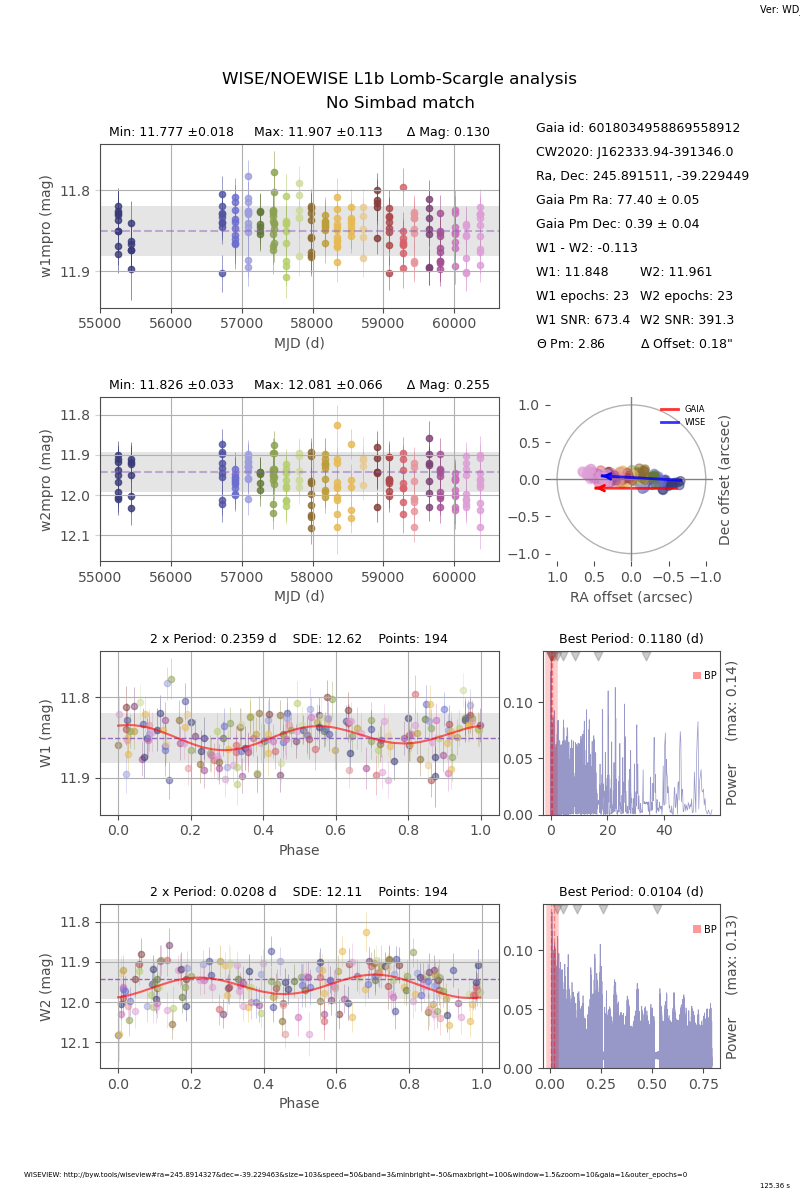 Ver: WD_
WISE/NOEWISE L1b Lomb-Scargle analysis
No Simbad match
Min: 11.777 ±0.018 Max: 11.907 ±0.113 Δ Mag: 0.130
11.8
11.9
w1mpro (mag)
55000 56000 57000 58000 59000 60000
MJD (d)
Gaia id: 6018034958869558912
CW2020: J162333.94-391346.0
Ra, Dec: 245.891511, -39.229449
Gaia Pm Ra: 77.40 ± 0.05
Gaia Pm Dec: 0.39 ± 0.04
W1 - W2: -0.113
W1: 11.848 W2: 11.961
W1 epochs: 23 W2 epochs: 23
W1 SNR: 673.4 W2 SNR: 391.3
Θ Pm: 2.86 Δ Offset: 0.18"
Min: 11.826 ±0.033 Max: 12.081 ±0.066 Δ Mag: 0.255
11.8
11.9
12.0
12.1
w2mpro (mag)
55000 56000 57000 58000 59000 60000
MJD (d)
1.0
0.5
0.0
−0.5
−1.0
GAIA
WISE
Dec offset (arcsec)
1.0 0.5 0.0 −0.5 −1.0
RA offset (arcsec)
2 x Period: 0.2359 d SDE: 12.62 Points: 194
11.8
11.9
W1 (mag)
0.0 0.2 0.4 0.6 0.8 1.0
Phase
Best Period: 0.1180 (d)
BP
0.10
0.05
0.00
0 20 40
Power (max: 0.14)
2 x Period: 0.0208 d SDE: 12.11 Points: 194
11.8
11.9
12.0
12.1
W2 (mag)
0.0 0.2 0.4 0.6 0.8 1.0
Phase
Best Period: 0.0104 (d)
BP
0.10
0.05
0.00
0.00 0.25 0.50 0.75
Power (max: 0.13)
WISEVIEW: http://byw.tools/wiseview#ra=245.8914327&dec=-39.229463&size=103&speed=50&band=3&minbright=-50&maxbright=100&window=1.5&zoom=10&gaia=1&outer_epochs=0
125.36 s